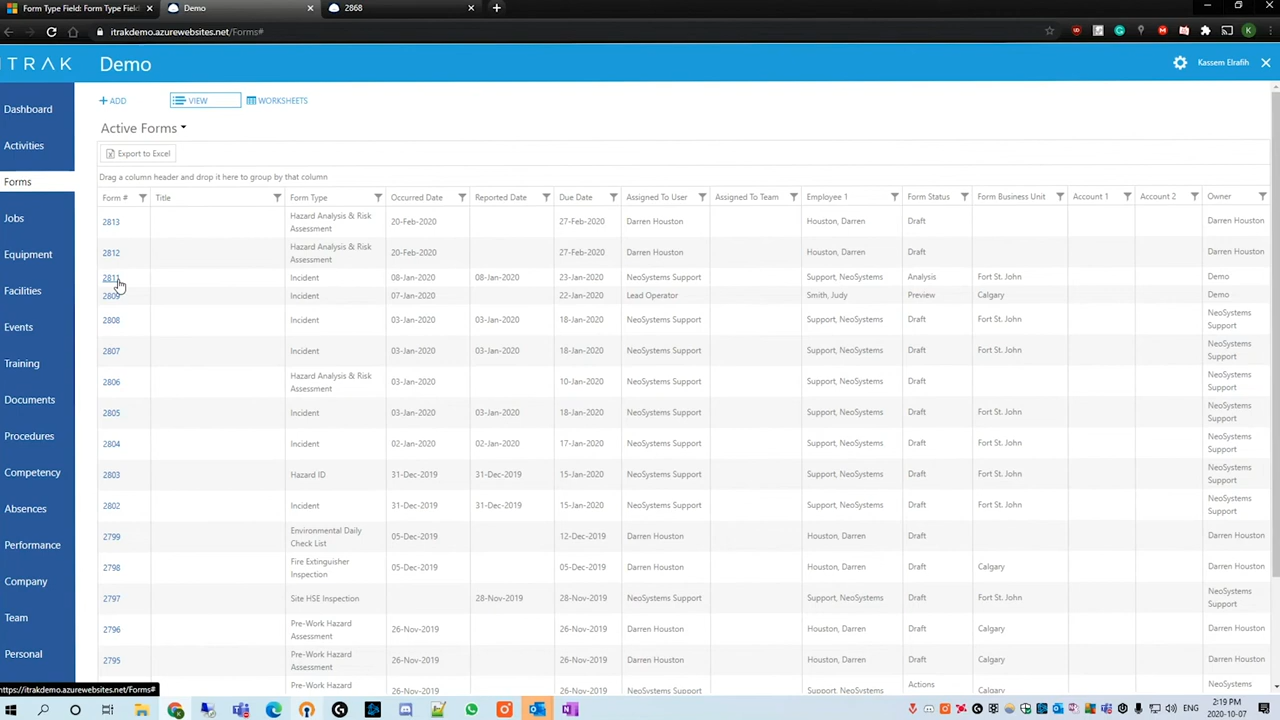 Form Type Field: Form Type Field
Demo
2868
itrakdemo.azurewebsites.net/Forms#
ITRAK
Demo
Kassem Elrafih
Dashboard
Activities
Forms
Jobs
Equipment
Facilities
Events
Training
Documents
Procedures
Competency
Absences
Performance
Company
Team
Personal
ADD VIEW WORKSHEETS
Active Forms
Export to Excel
Drag a column header and drop it here to group by that column
Form # Title Form Type Occurred Date Reported Date Due Date Assigned To User Assigned To Team Employee 1 Form Status Form Business Unit Account 1 Account 2 Owner
2813 Hazard Analysis & Risk Assessment 20-Feb-2020 27-Feb-2020 Darren Houston Houston, Darren Draft Darren Houston
2812 Hazard Analysis & Risk Assessment 20-Feb-2020 27-Feb-2020 Darren Houston Houston, Darren Draft Darren Houston
2811 Incident 08-Jan-2020 08-Jan-2020 23-Jan-2020 NeoSystems Support Support, NeoSystems Analysis Fort St. John Demo
2809 Incident 07-Jan-2020 22-Jan-2020 Lead Operator Smith, Judy Preview Calgary Demo
2808 Incident 03-Jan-2020 03-Jan-2020 18-Jan-2020 NeoSystems Support Support, NeoSystems Draft Fort St. John NeoSystems Support
2807 Incident 03-Jan-2020 03-Jan-2020 18-Jan-2020 NeoSystems Support Support, NeoSystems Draft Fort St. John NeoSystems Support
2806 Hazard Analysis & Risk Assessment 03-Jan-2020 10-Jan-2020 NeoSystems Support Support, NeoSystems Draft NeoSystems Support
2805 Incident 03-Jan-2020 03-Jan-2020 18-Jan-2020 NeoSystems Support Support, NeoSystems Draft Fort St. John NeoSystems Support
2804 Incident 02-Jan-2020 02-Jan-2020 17-Jan-2020 NeoSystems Support Support, NeoSystems Draft Fort St. John NeoSystems Support
2803 Hazard ID 31-Dec-2019 31-Dec-2019 15-Jan-2020 NeoSystems Support Support, NeoSystems Draft Fort St. John NeoSystems Support
2802 Incident 31-Dec-2019 31-Dec-2019 15-Jan-2020 NeoSystems Support Support, NeoSystems Draft Fort St. John NeoSystems Support
2799 Environmental Daily Check List 05-Dec-2019 12-Dec-2019 Darren Houston Houston, Darren Draft Darren Houston
2798 Fire Extinguisher Inspection 05-Dec-2019 05-Dec-2019 Darren Houston Houston, Darren Draft Calgary Darren Houston
2797 Site HSE Inspection 28-Nov-2019 28-Nov-2019 NeoSystems Support Support, NeoSystems Draft Fort St. John NeoSystems Support
2796 Pre-Work Hazard Assessment 26-Nov-2019 26-Nov-2019 Darren Houston Houston, Darren Draft Calgary Darren Houston
2795 Pre-Work Hazard Assessment 26-Nov-2019 26-Nov-2019 Darren Houston Houston, Darren Draft Calgary Darren Houston
Pre-Work Hazard 26-Nov-2019 26-Nov-2019 NeoSystems Support Support, NeoSystems Actions Calgary NeoSystems
https://itrakdemo.azurewebsites.net/Forms#
2:19 PM
2020-10-07